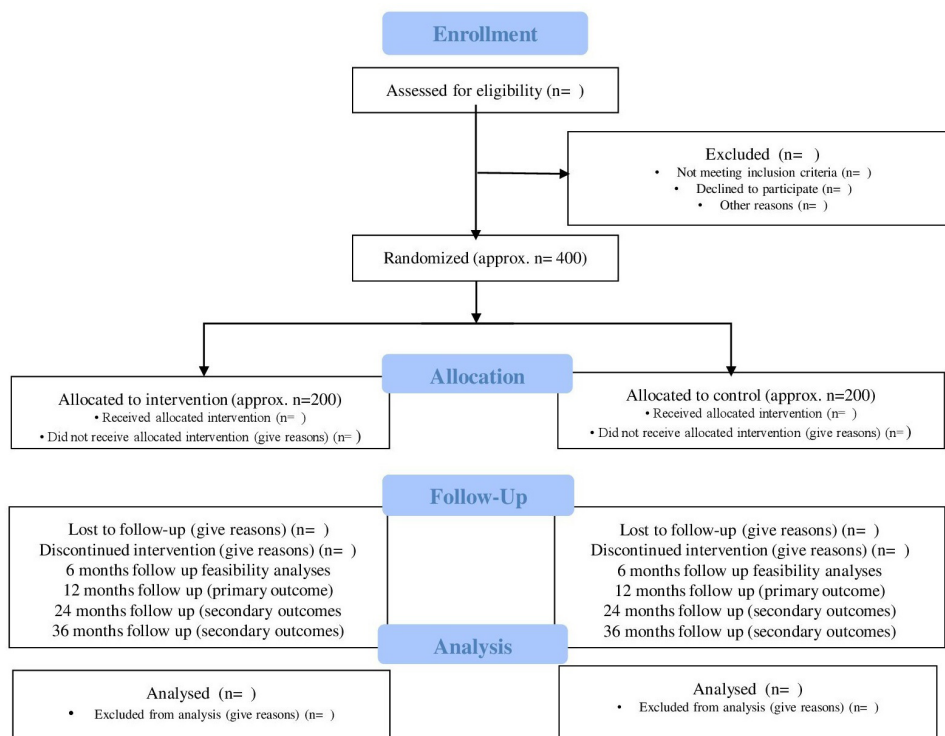 Enrollment
Assessed for eligibility (n=  )
Excluded (n=  )
• Not meeting inclusion criteria (n=  )
• Declined to participate (n=  )
• Other reasons (n=  )
Randomized (approx. n= 400)
Allocation
Allocated to intervention (approx. n=200)
• Received allocated intervention (n=  )
• Did not receive allocated intervention (give reasons) (n=  )
Allocated to control (approx. n=200)
• Received allocated intervention (n=  )
• Did not receive allocated intervention (give reasons) (n=  )
Follow-Up
Lost to follow-up (give reasons) (n=  )
Discontinued intervention (give reasons) (n=  )
6 months follow up feasibility analyses
12 months follow up (primary outcome)
24 months follow up (secondary outcomes
36 months follow up (secondary outcomes)
Lost to follow-up (give reasons) (n=  )
Discontinued intervention (give reasons) (n=  )
6 months follow up feasibility analyses
12 months follow up (primary outcome)
24 months follow up (secondary outcomes)
36 months follow up (secondary outcomes)
Analysis
Analysed (n=  )
• Excluded from analysis (give reasons) (n=  )
Analysed (n=  )
• Excluded from analysis (give reasons) (n=  )